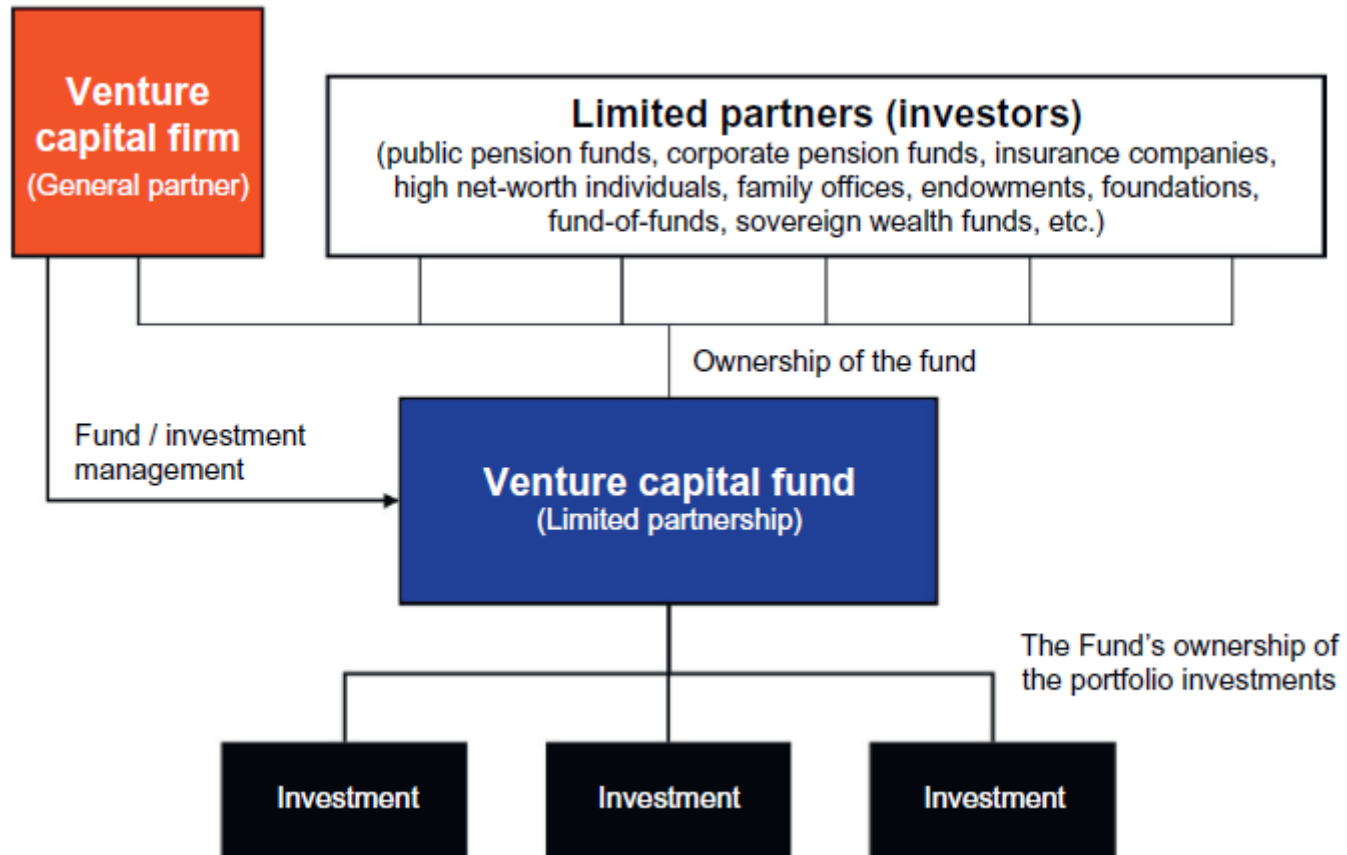 Venture
capital firm
(General partner)
Limited partners (investors)
(public pension funds, corporate pension funds, insurance companies,
high net-worth individuals, family offices, endowments, foundations,
fund-of-funds, sovereign wealth funds, etc.)
Ownership of the fund
Fund / investment
management
Venture capital fund
(Limited partnership)
The Fund’s ownership of
the portfolio investments
Investment
Investment
Investment